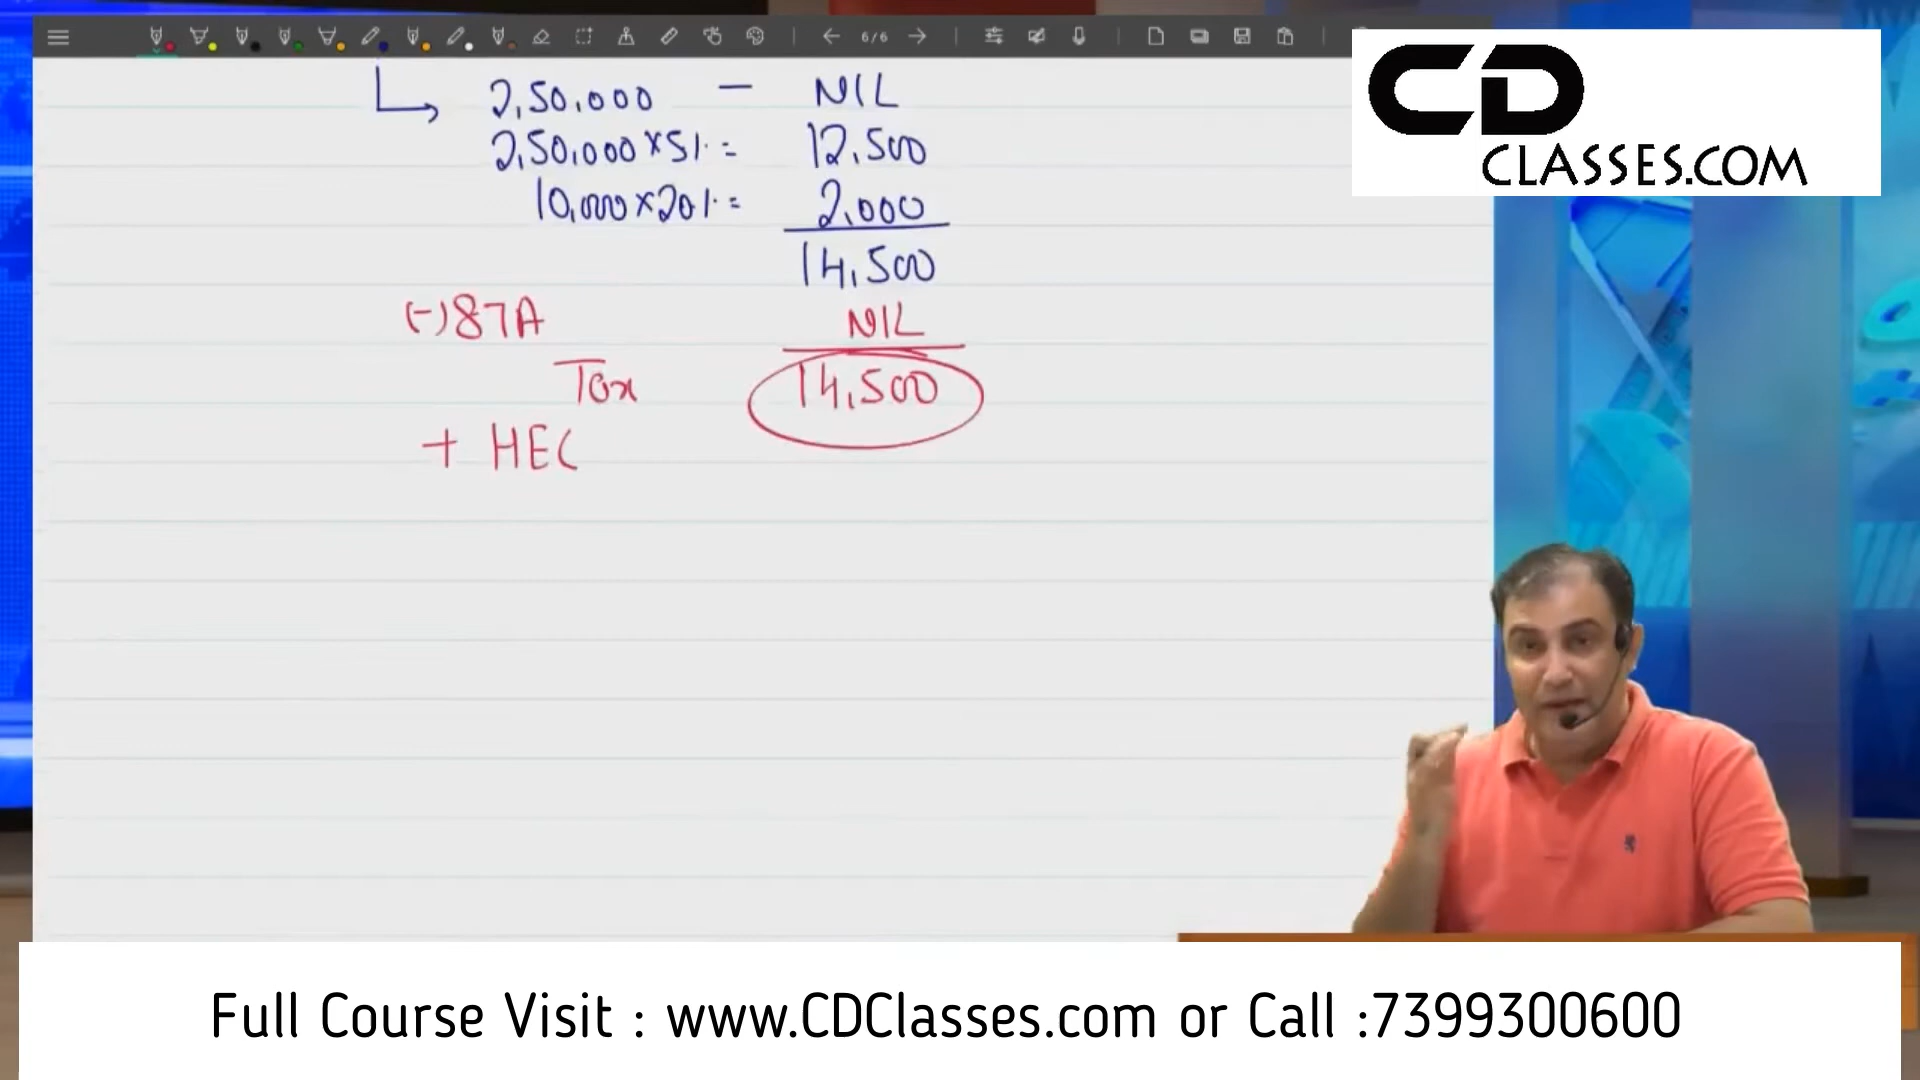 6/6
2,50,000 — NIL
2,50,000×5%= 12,500
10,000×20%= 2,000
14,500
(-)87A NIL
Tax 14,500
+ HEC
CD
CLASSES.COM
Full Course Visit : www.CDClasses.com or Call :7399300600